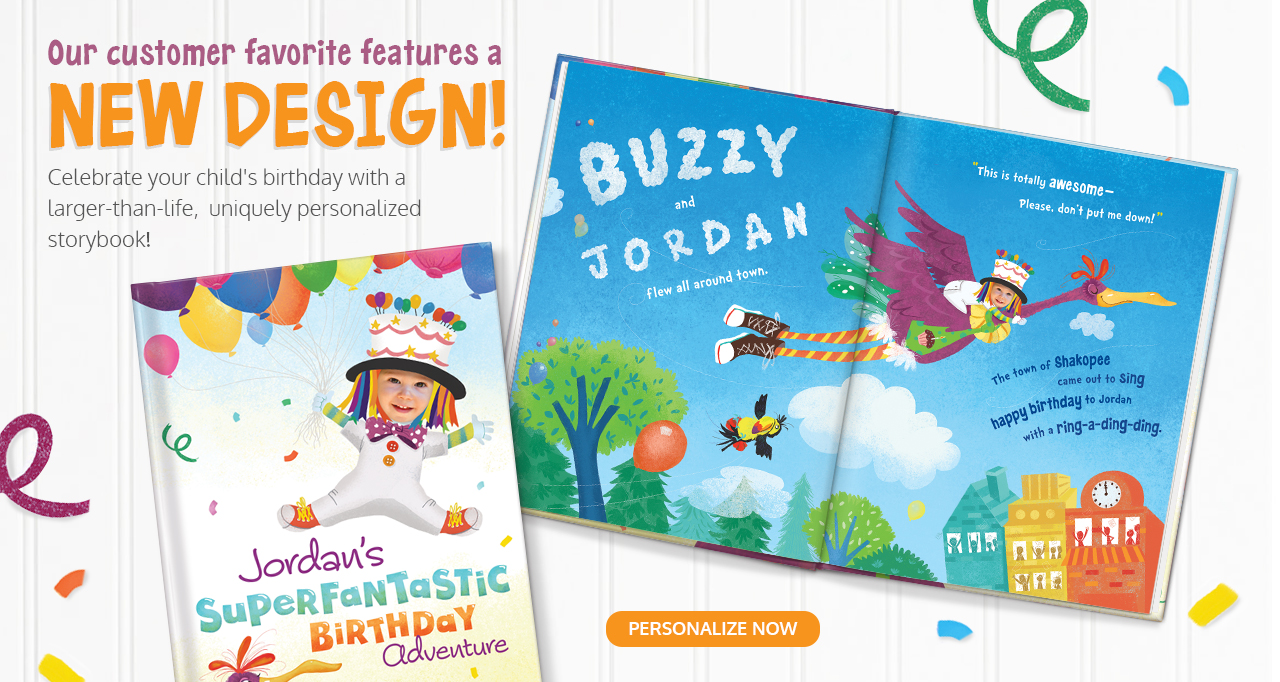 Our customer favorite features a
NEW DESIGN!
Celebrate your child's birthday with a
larger-than-life, uniquely personalized
storybook!
Jordan's
SuPeRFaNTaSTiC
BiRTHDaY
Adventure
BUZZY
and
JORDAN
flew all around town.
"This is totally awesome—
Please, don't put me down!"
The town of Shakopee
came out to sing
happy birthday to Jordan
with a ring-a-ding-ding.
PERSONALIZE NOW